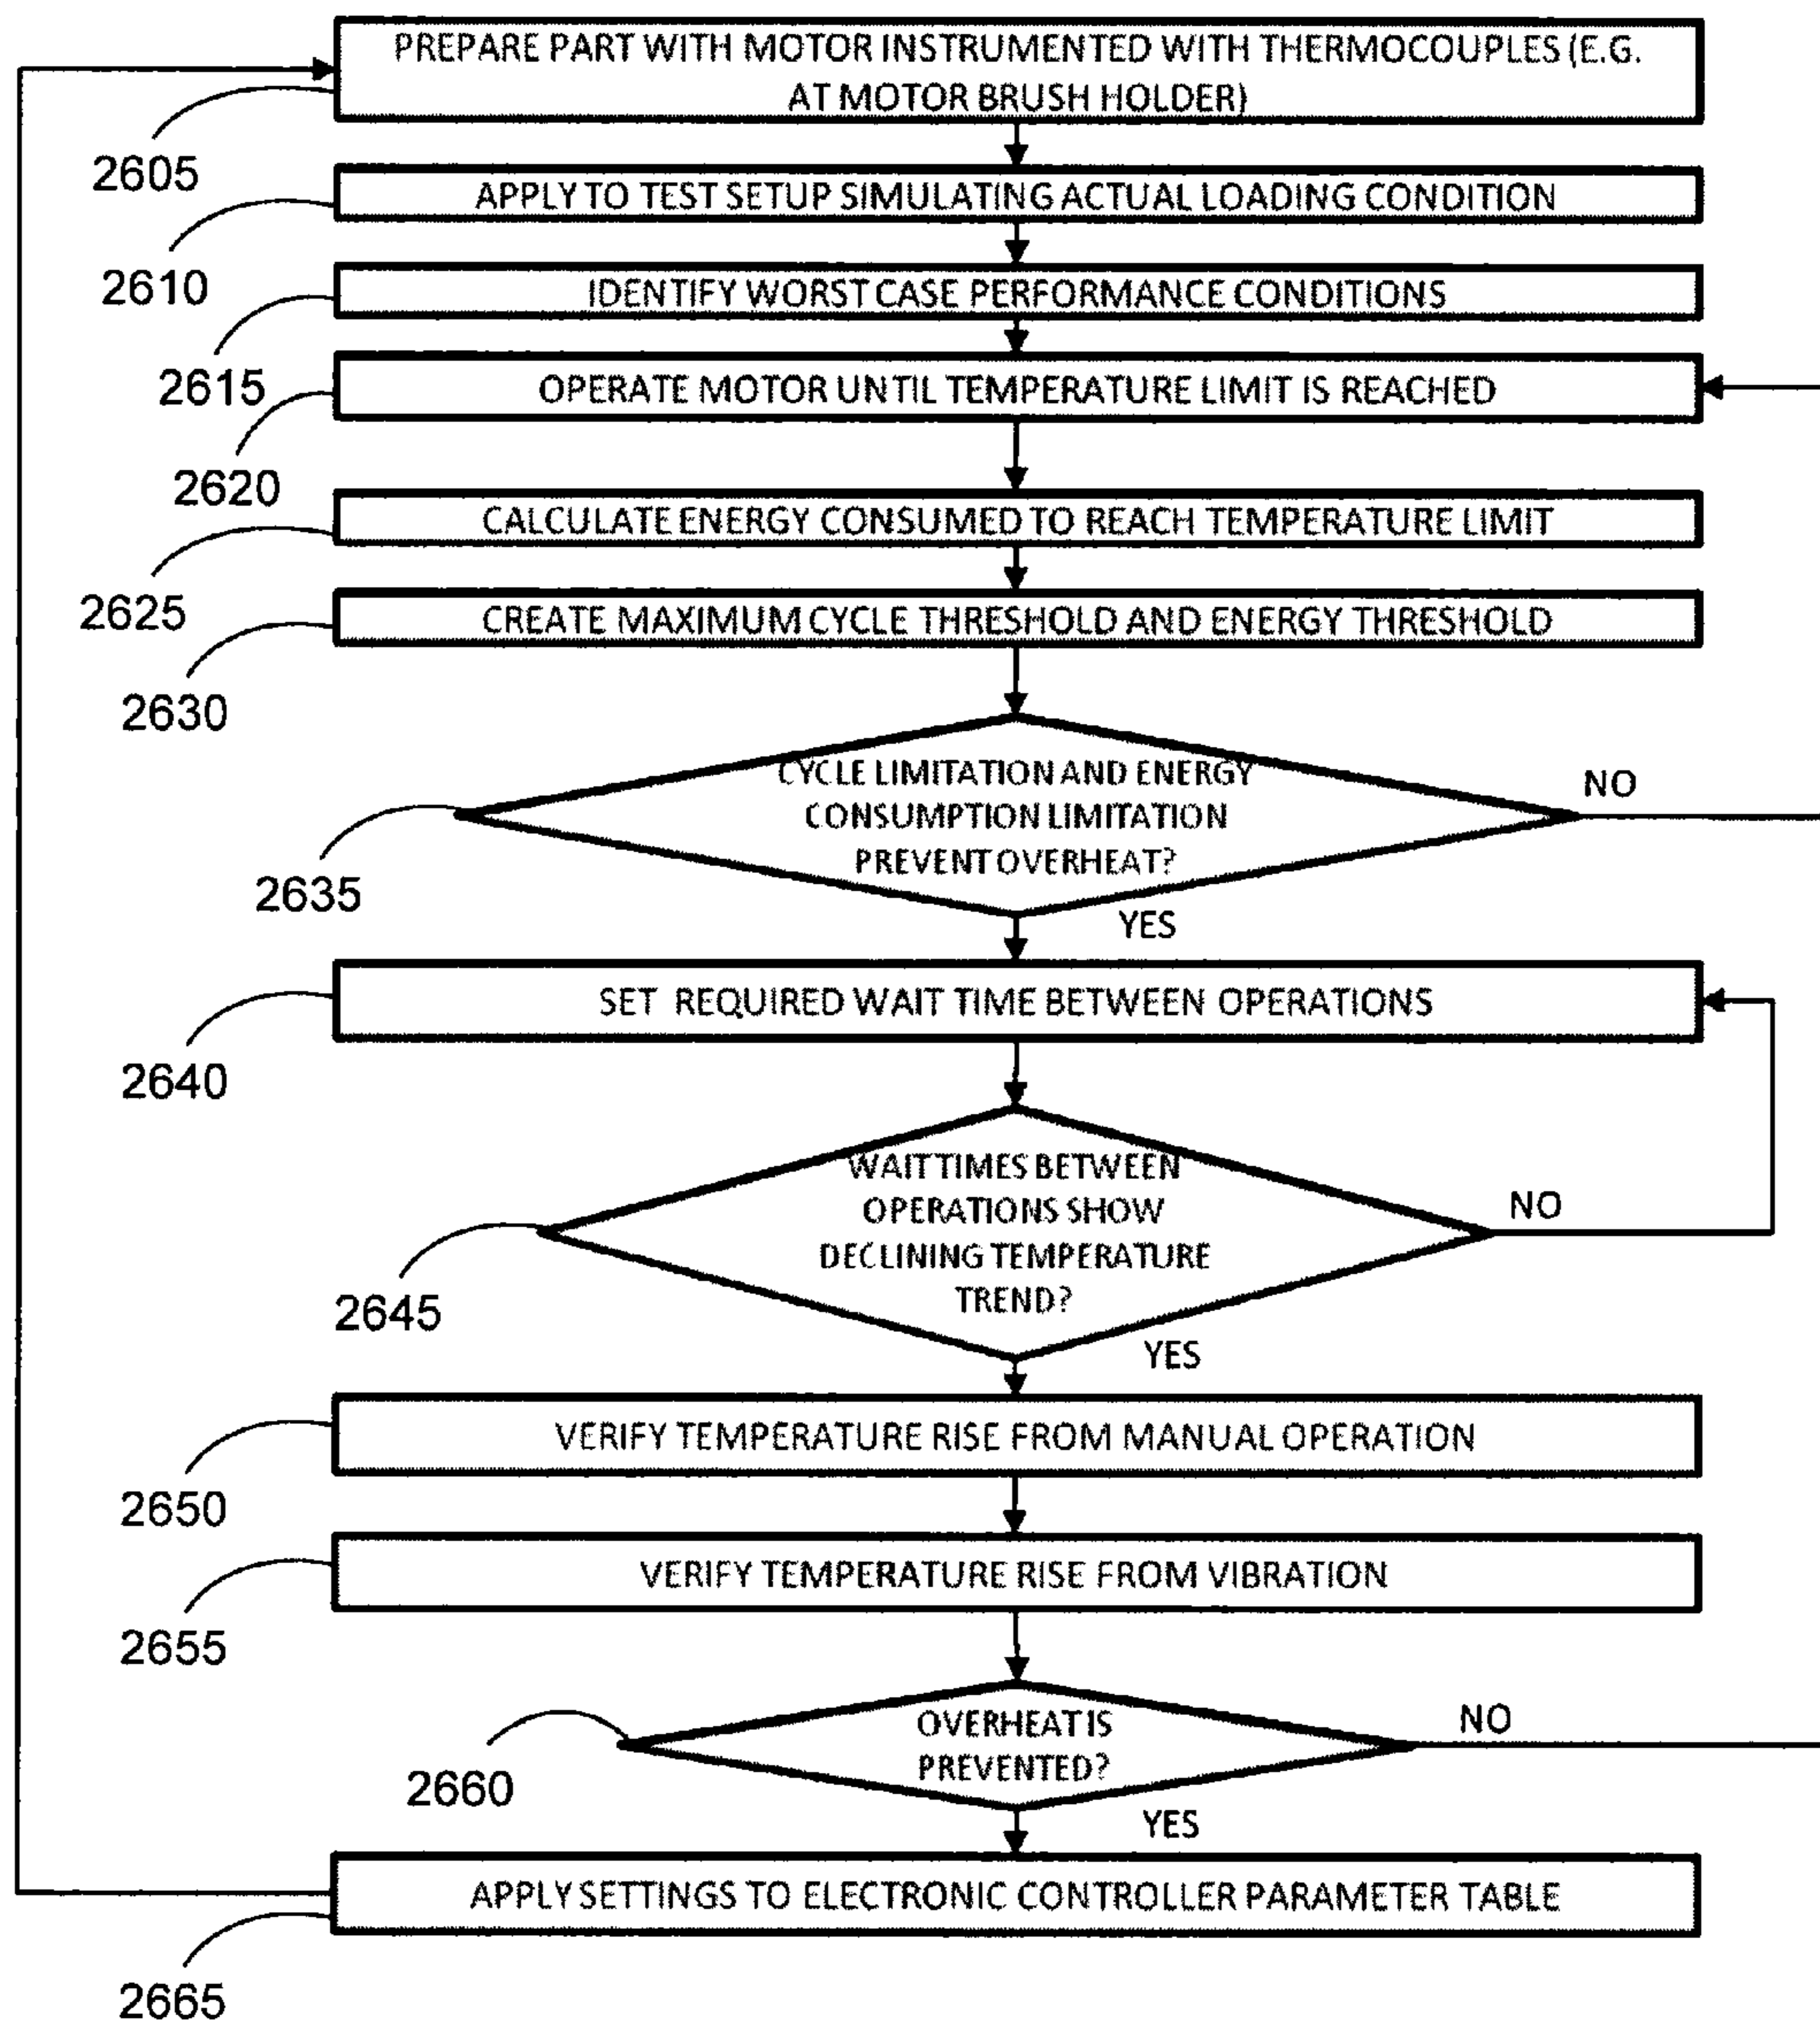 PREPARE PART WITH MOTOR INSTRUMENTED WITH THERMOCOUPLES (E.G.
AT MOTOR BRUSH HOLDER)
2605
APPLY TO TEST SETUP SIMULATING ACTUAL LOADING CONDITION
2610
IDENTIFY WORST CASE PERFORMANCE CONDITIONS
2615
OPERATE MOTOR UNTIL TEMPERATURE LIMIT IS REACHED
2620
CALCULATE ENERGY CONSUMED TO REACH TEMPERATURE LIMIT
2625
CREATE MAXIMUM CYCLE THRESHOLD AND ENERGY THRESHOLD
2630
CYCLE LIMITATION AND ENERGY
CONSUMPTION LIMITATION
PREVENT OVERHEAT?
NO
2635
YES
SET REQUIRED WAIT TIME BETWEEN OPERATIONS
2640
WAIT TIMES BETWEEN
OPERATIONS SHOW
DECLINING TEMPERATURE
TREND?
NO
2645
YES
VERIFY TEMPERATURE RISE FROM MANUAL OPERATION
2650
VERIFY TEMPERATURE RISE FROM VIBRATION
2655
OVERHEAT IS
PREVENTED?
NO
2660
YES
APPLY SETTINGS TO ELECTRONIC CONTROLLER PARAMETER TABLE
2665